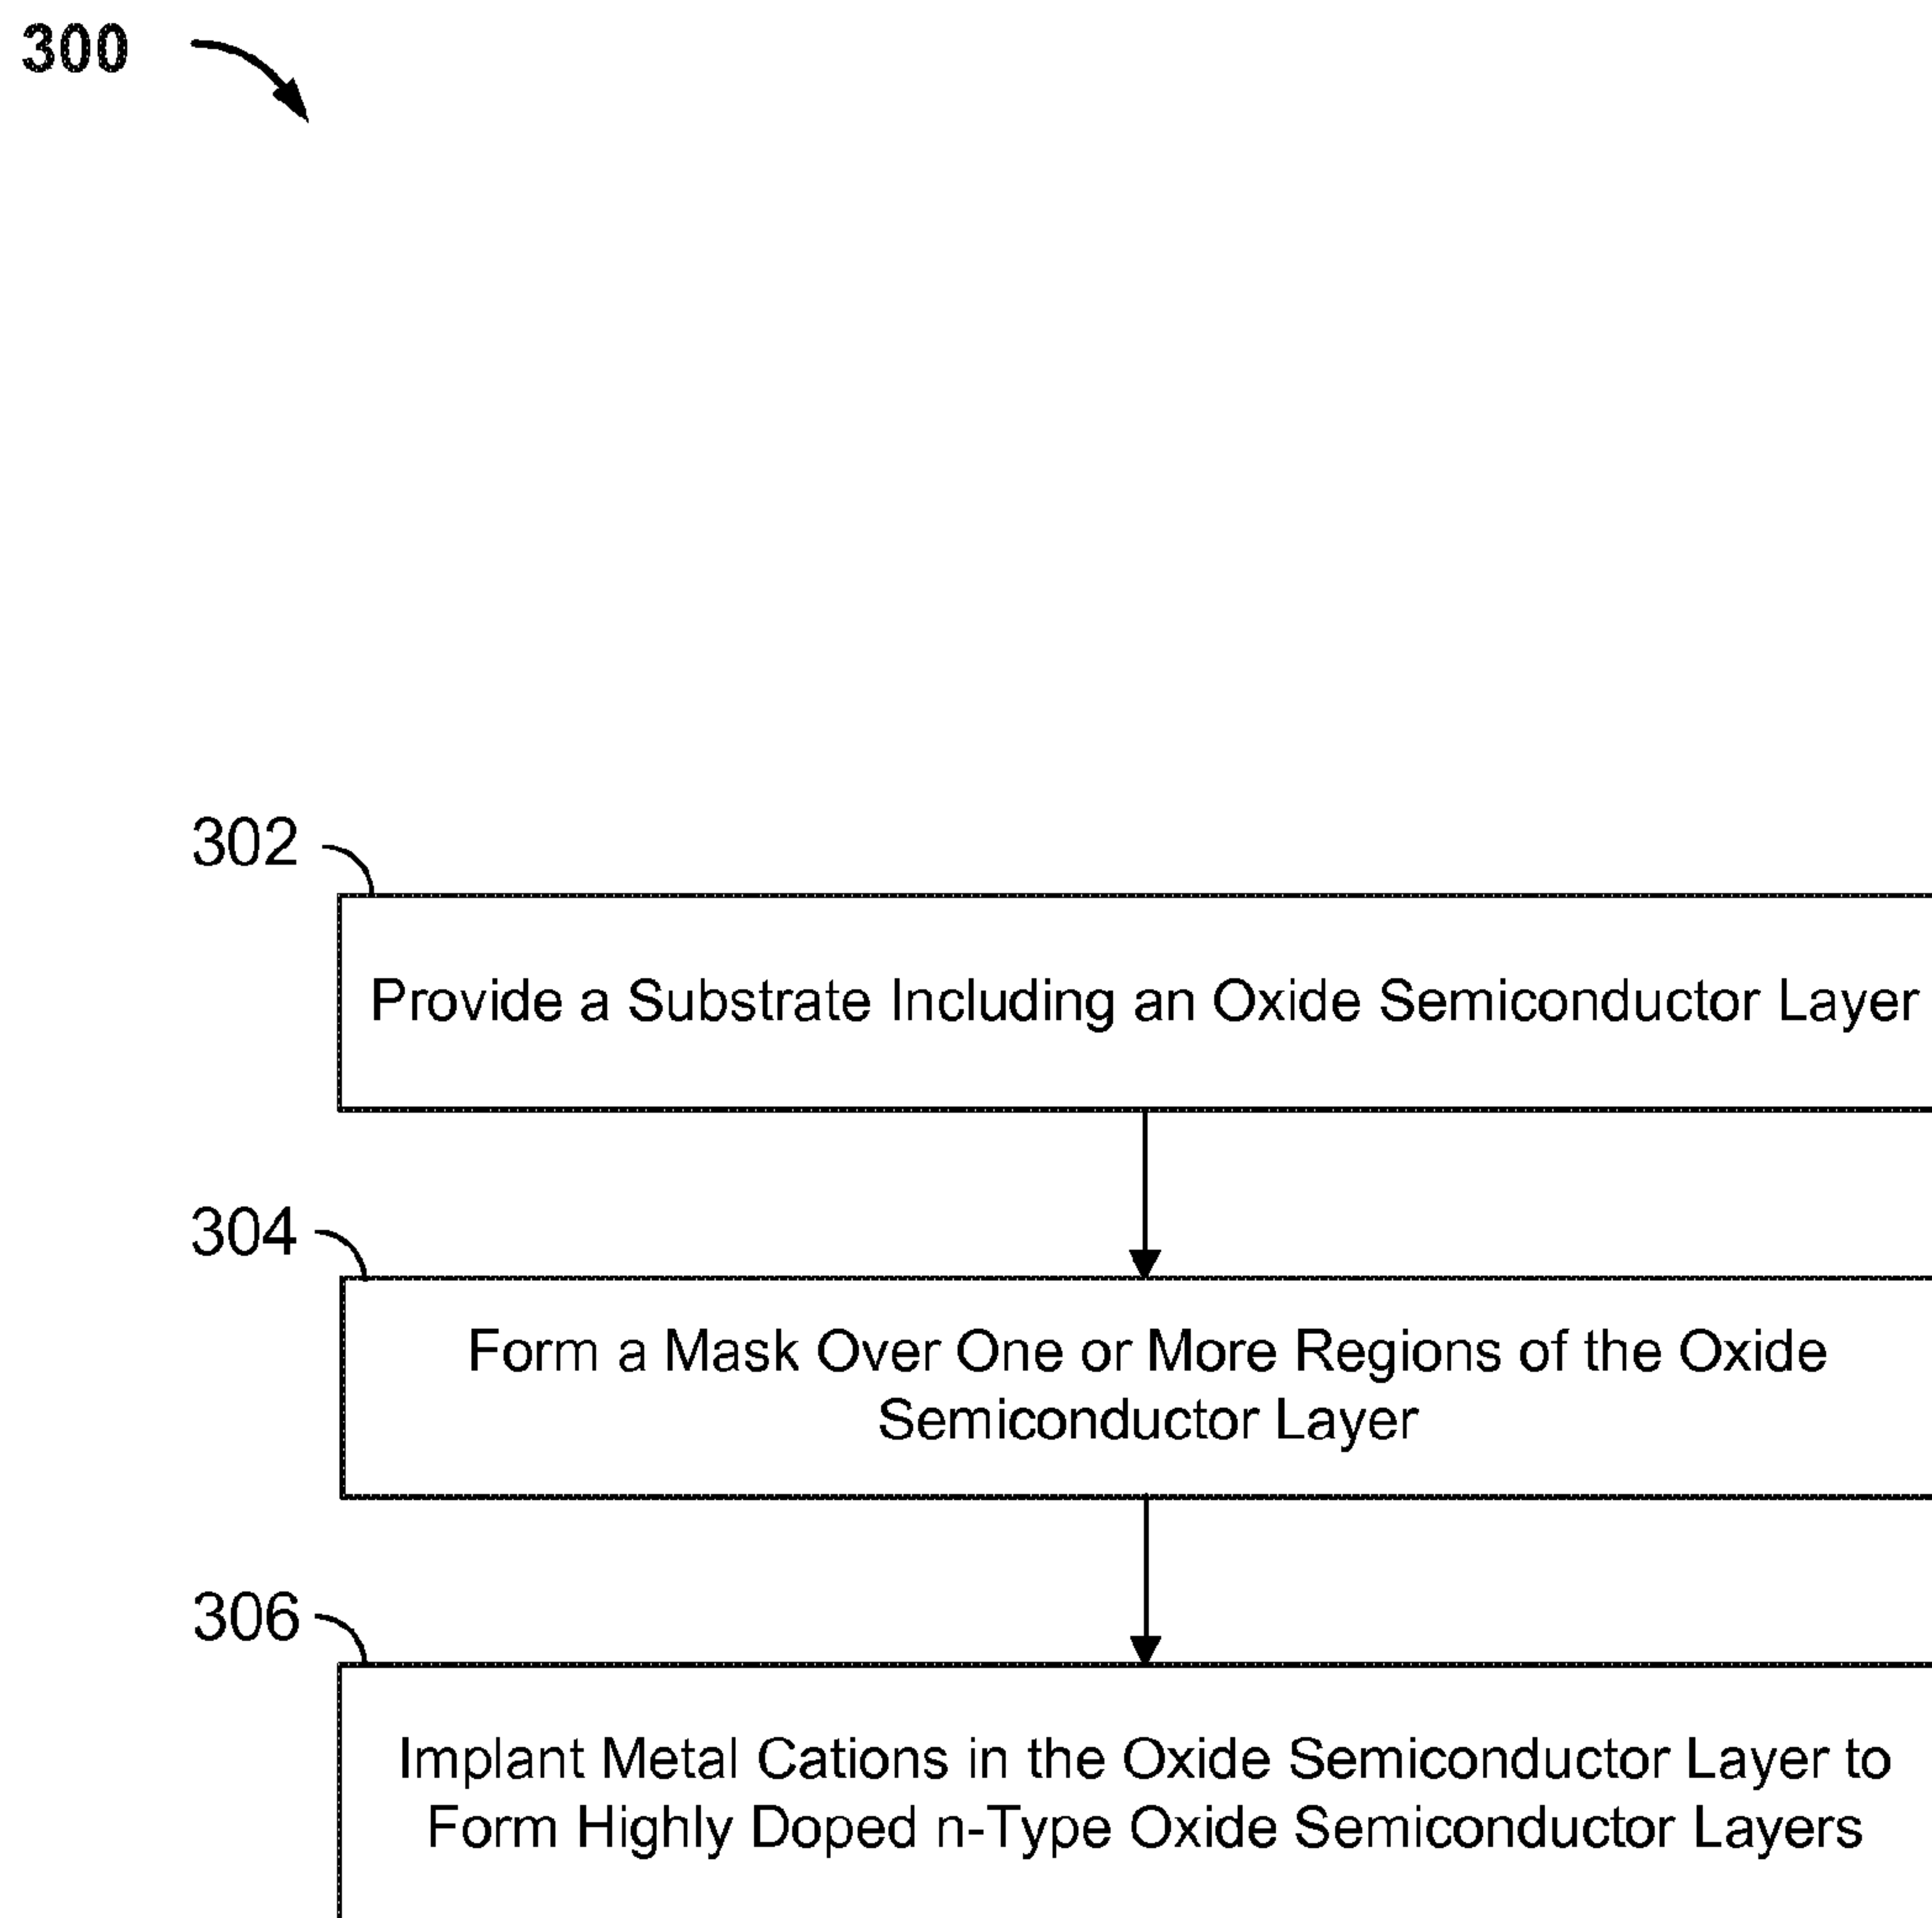 300
302
Provide a Substrate Including an Oxide Semiconductor Layer
304
Form a Mask Over One or More Regions of the Oxide
Semiconductor Layer
306
Implant Metal Cations in the Oxide Semiconductor Layer to
Form Highly Doped n-Type Oxide Semiconductor Layers